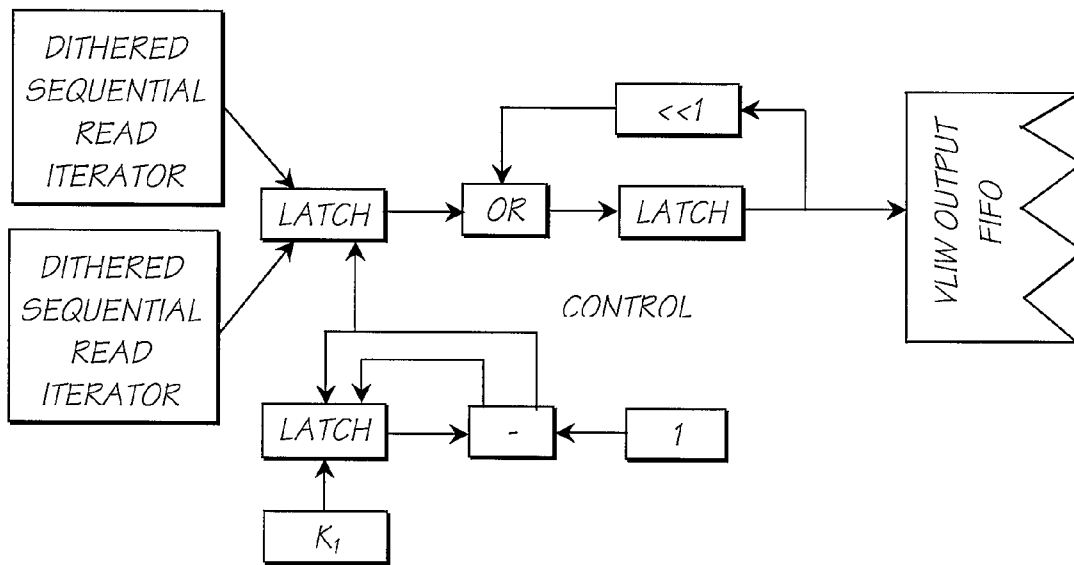 DITHERED
SEQUENTIAL
READ
ITERATOR
DITHERED
SEQUENTIAL
READ
ITERATOR
LATCH
OR
<<1
LATCH
VLIW OUTPUT
FIFO
CONTROL
LATCH
-
1
K₁